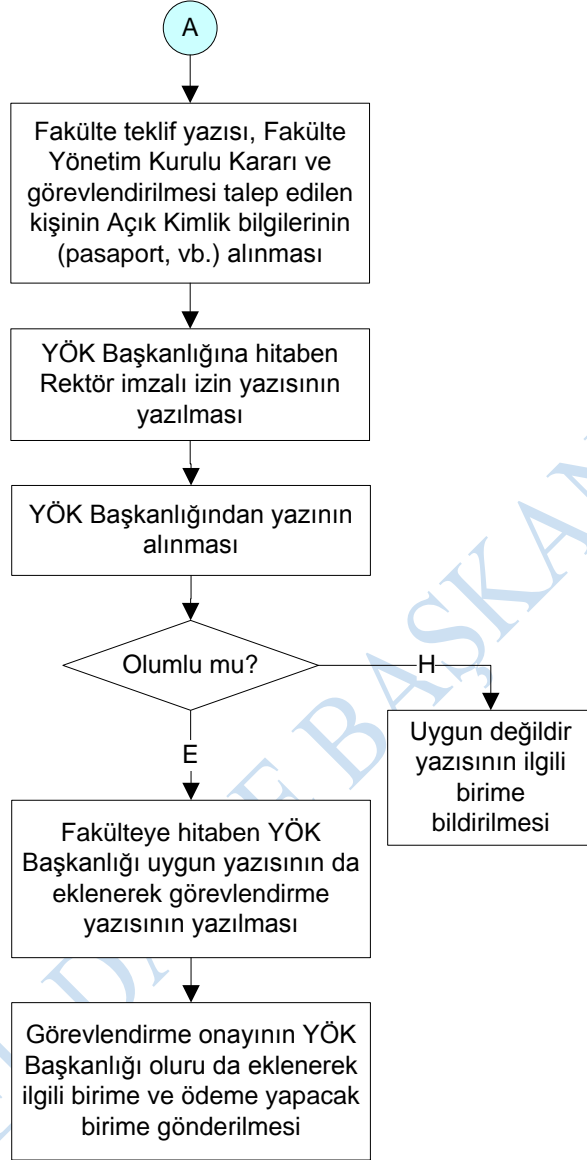 A
Fakülte teklif yazısı, Fakülte
Yönetim Kurulu Kararı ve
görevlendirilmesi talep edilen
kişinin Açık Kimlik bilgilerinin
(pasaport, vb.) alınması
YÖK Başkanlığına hitaben
Rektör imzalı izin yazısının
yazılması
YÖK Başkanlığından yazının
alınması
Olumlu mu?
H
Uygun değildir
yazısının ilgili
birime
bildirilmesi
E
Fakülteye hitaben YÖK
Başkanlığı uygun yazısının da
eklenerek görevlendirme
yazısının yazılması
Görevlendirme onayının YÖK
Başkanlığı oluru da eklenerek
ilgili birime ve ödeme yapacak
birime gönderilmesi